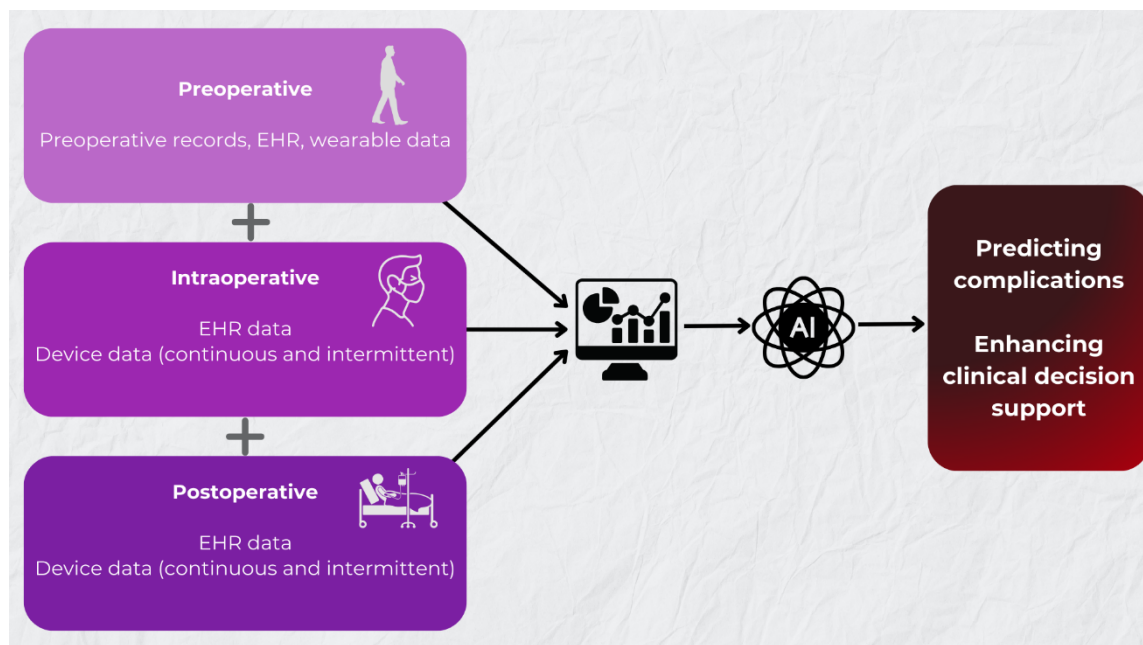 Preoperative
Preoperative records, EHR, wearable data
Intraoperative
EHR data
Device data (continuous and intermittent)
Postoperative
EHR data
Device data (continuous and intermittent)
AI
Predicting
complications
Enhancing
clinical decision
support